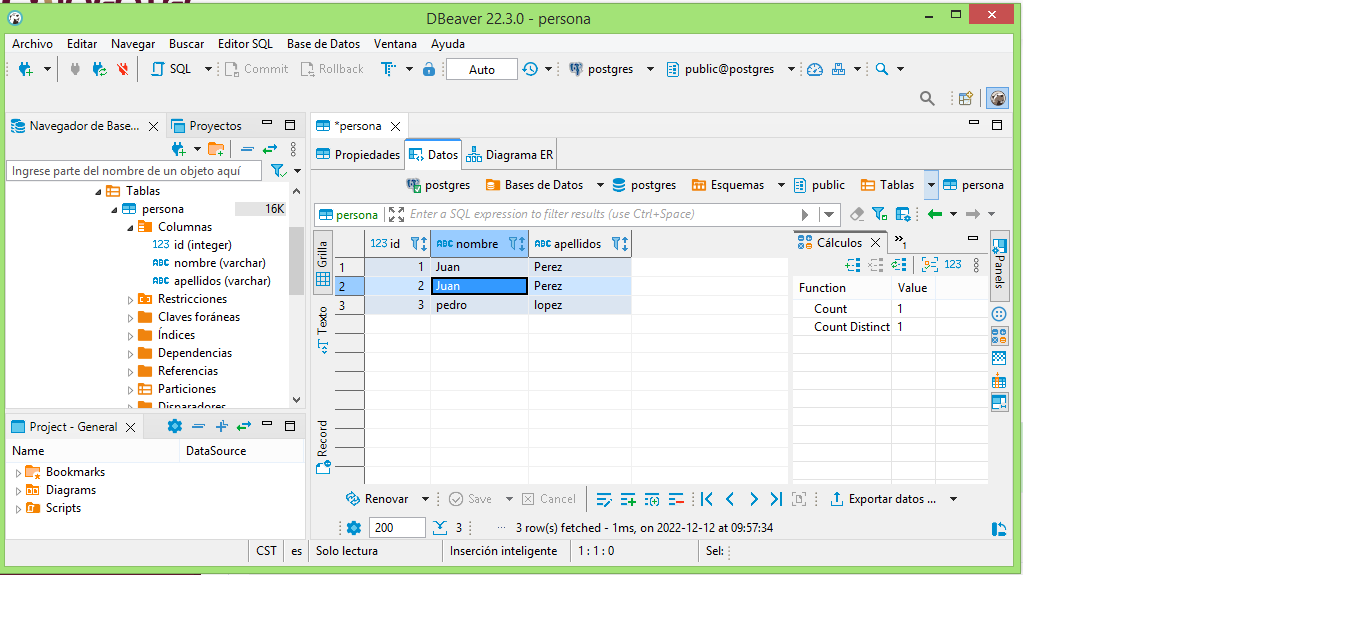 DBeaver 22.3.0 - persona
Archivo Editar Navegar Buscar Editor SQL Base de Datos Ventana Ayuda
SQL Commit Rollback Auto postgres public@postgres
Navegador de Base... Proyectos
*persona
Ingrese parte del nombre de un objeto aquí
Tablas
persona 16K
Columnas
123 id (integer)
ABC nombre (varchar)
ABC apellidos (varchar)
Restricciones
Claves foráneas
Índices
Dependencias
Referencias
Particiones
Disparadores
Project - General
Name DataSource
Bookmarks
Diagrams
Scripts
Propiedades Datos Diagrama ER
postgres Bases de Datos postgres Esquemas public Tablas persona
persona Enter a SQL expression to filter results (use Ctrl+Space)
Grilla
Texto
Record
123 id ABC nombre ABC apellidos
1 1 Juan Perez
2 2 Juan Perez
3 3 pedro lopez
Cálculos »1
123
Function Value
Count 1
Count Distinct 1
Panels
Renovar Save Cancel Exportar datos ...
200 3 ... 3 row(s) fetched - 1ms, on 2022-12-12 at 09:57:34
CST es Solo lectura Inserción inteligente 1 : 1 : 0 Sel: